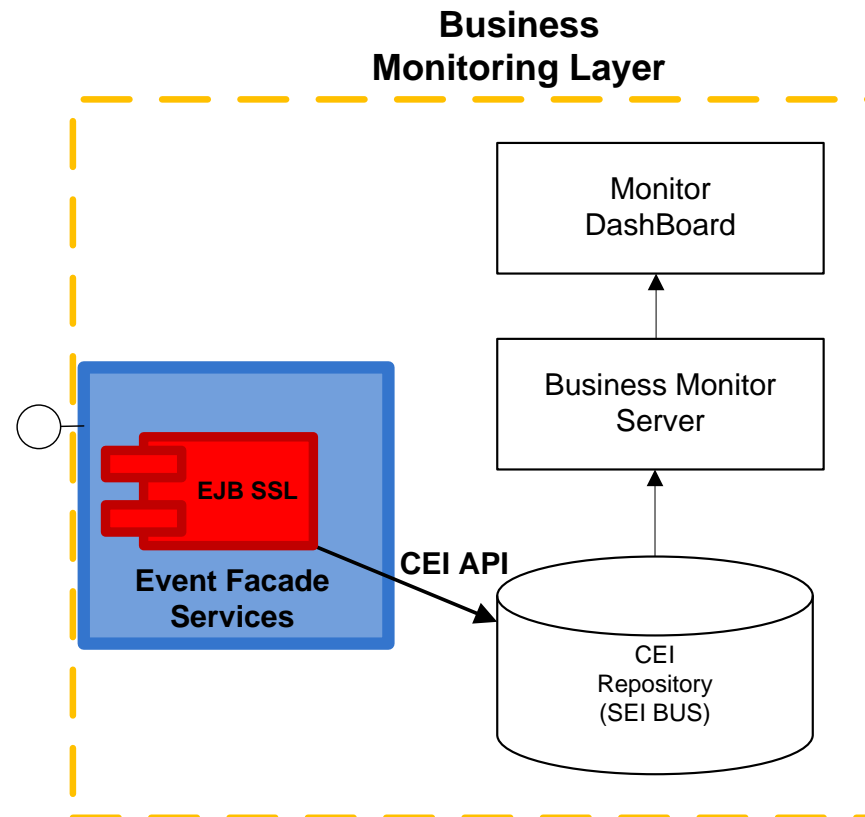 Business
Monitoring Layer
Monitor
DashBoard
Business Monitor
Server
EJB SSL
Event Facade
Services
CEI API
CEI
Repository
(SEI BUS)